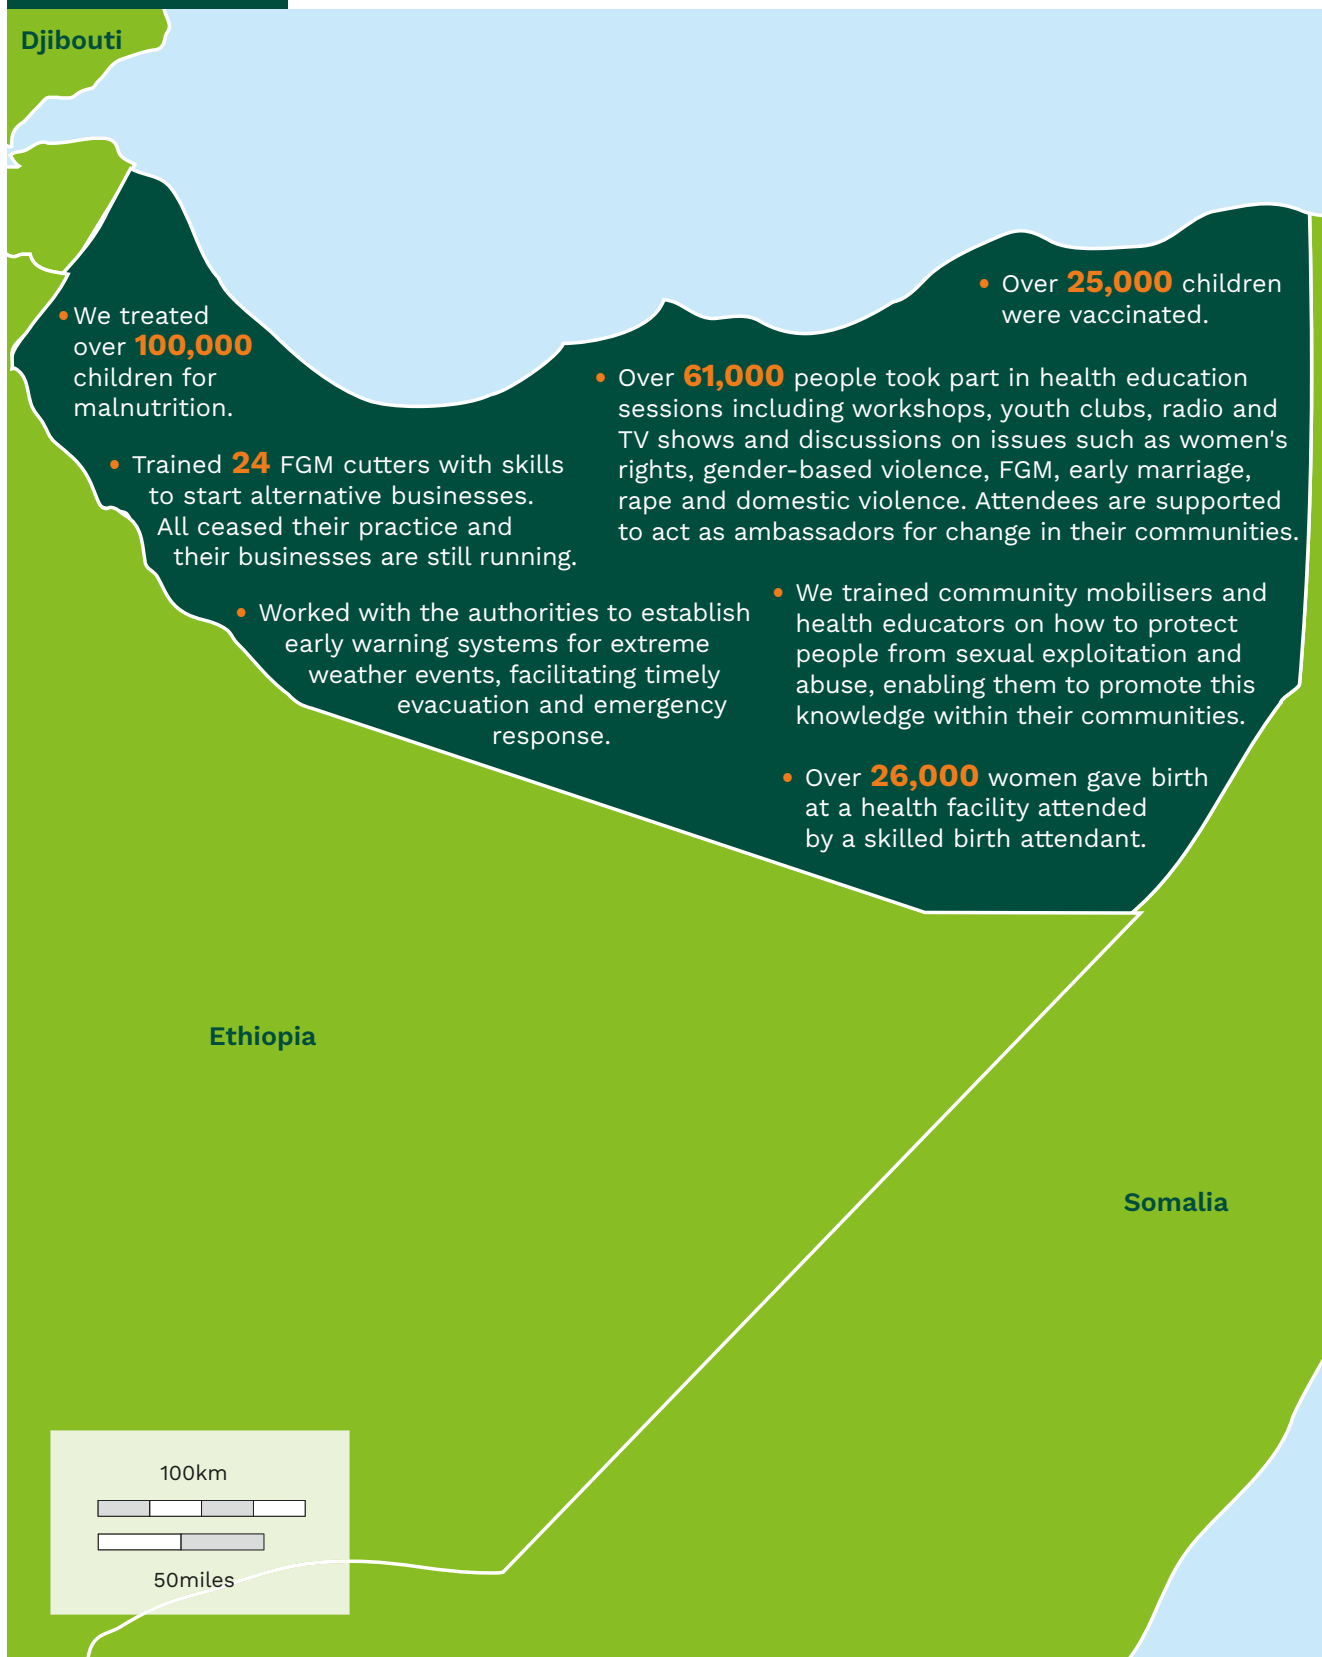 Djibouti
• We treated
over 100,000
children for
malnutrition.
• Trained 24 FGM cutters with skills
to start alternative businesses.
All ceased their practice and
their businesses are still running.
• Worked with the authorities to establish
early warning systems for extreme
weather events, facilitating timely
evacuation and emergency
response.
• Over 25,000 children
were vaccinated.
• Over 61,000 people took part in health education
sessions including workshops, youth clubs, radio and
TV shows and discussions on issues such as women's
rights, gender-based violence, FGM, early marriage,
rape and domestic violence. Attendees are supported
to act as ambassadors for change in their communities.
• We trained community mobilisers and
health educators on how to protect
people from sexual exploitation and
abuse, enabling them to promote this
knowledge within their communities.
• Over 26,000 women gave birth
at a health facility attended
by a skilled birth attendant.
Ethiopia
Somalia
100km
50miles